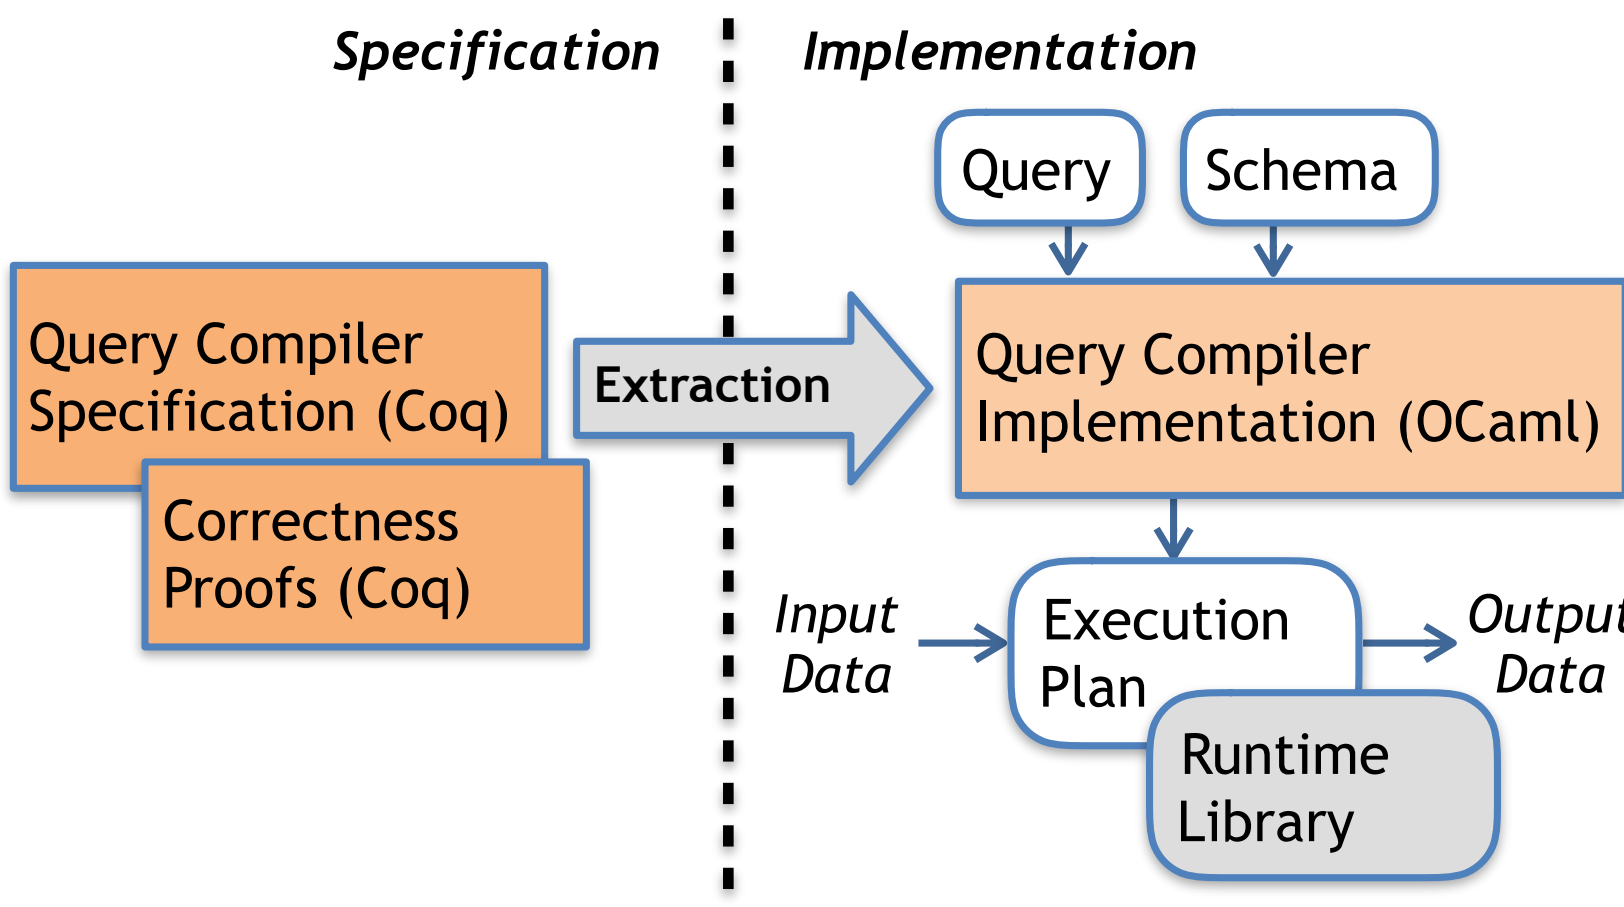 Specification
Implementation
Query
Schema
Query Compiler
Specification (Coq)
Correctness
Proofs (Coq)
Extraction
Query Compiler
Implementation (OCaml)
Input
Data
Execution
Plan
Output
Data
Runtime
Library